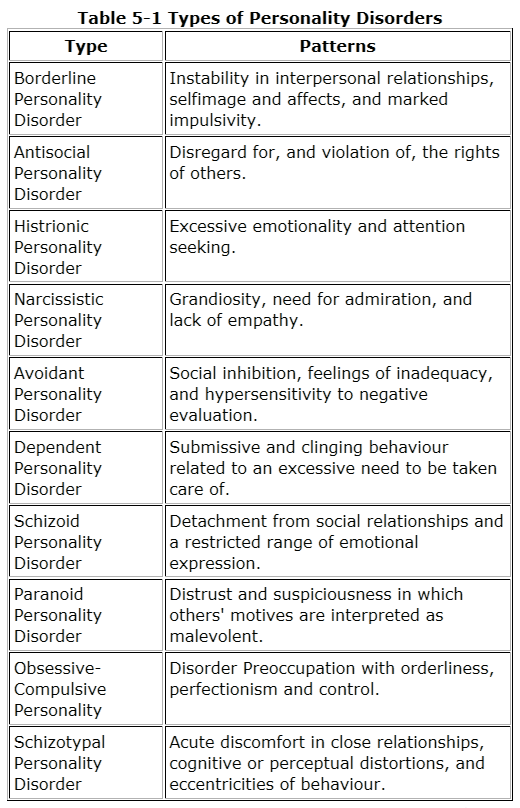 Table 5-1 Types of Personality Disorders
Type Patterns
Borderline Personality Disorder
Instability in interpersonal relationships,
selfimage and affects, and marked
impulsivity.
Antisocial Personality Disorder
Disregard for, and violation of, the rights
of others.
Histrionic Personality Disorder
Excessive emotionality and attention
seeking.
Narcissistic Personality Disorder
Grandiosity, need for admiration, and
lack of empathy.
Avoidant Personality Disorder
Social inhibition, feelings of inadequacy,
and hypersensitivity to negative
evaluation.
Dependent Personality Disorder
Submissive and clinging behaviour
related to an excessive need to be taken
care of.
Schizoid Personality Disorder
Detachment from social relationships and
a restricted range of emotional
expression.
Paranoid Personality Disorder
Distrust and suspiciousness in which
others' motives are interpreted as
malevolent.
Obsessive-
Compulsive
Personality
Disorder Preoccupation with orderliness,
perfectionism and control.
Schizotypal Personality Disorder
Acute discomfort in close relationships,
cognitive or perceptual distortions, and
eccentricities of behaviour.